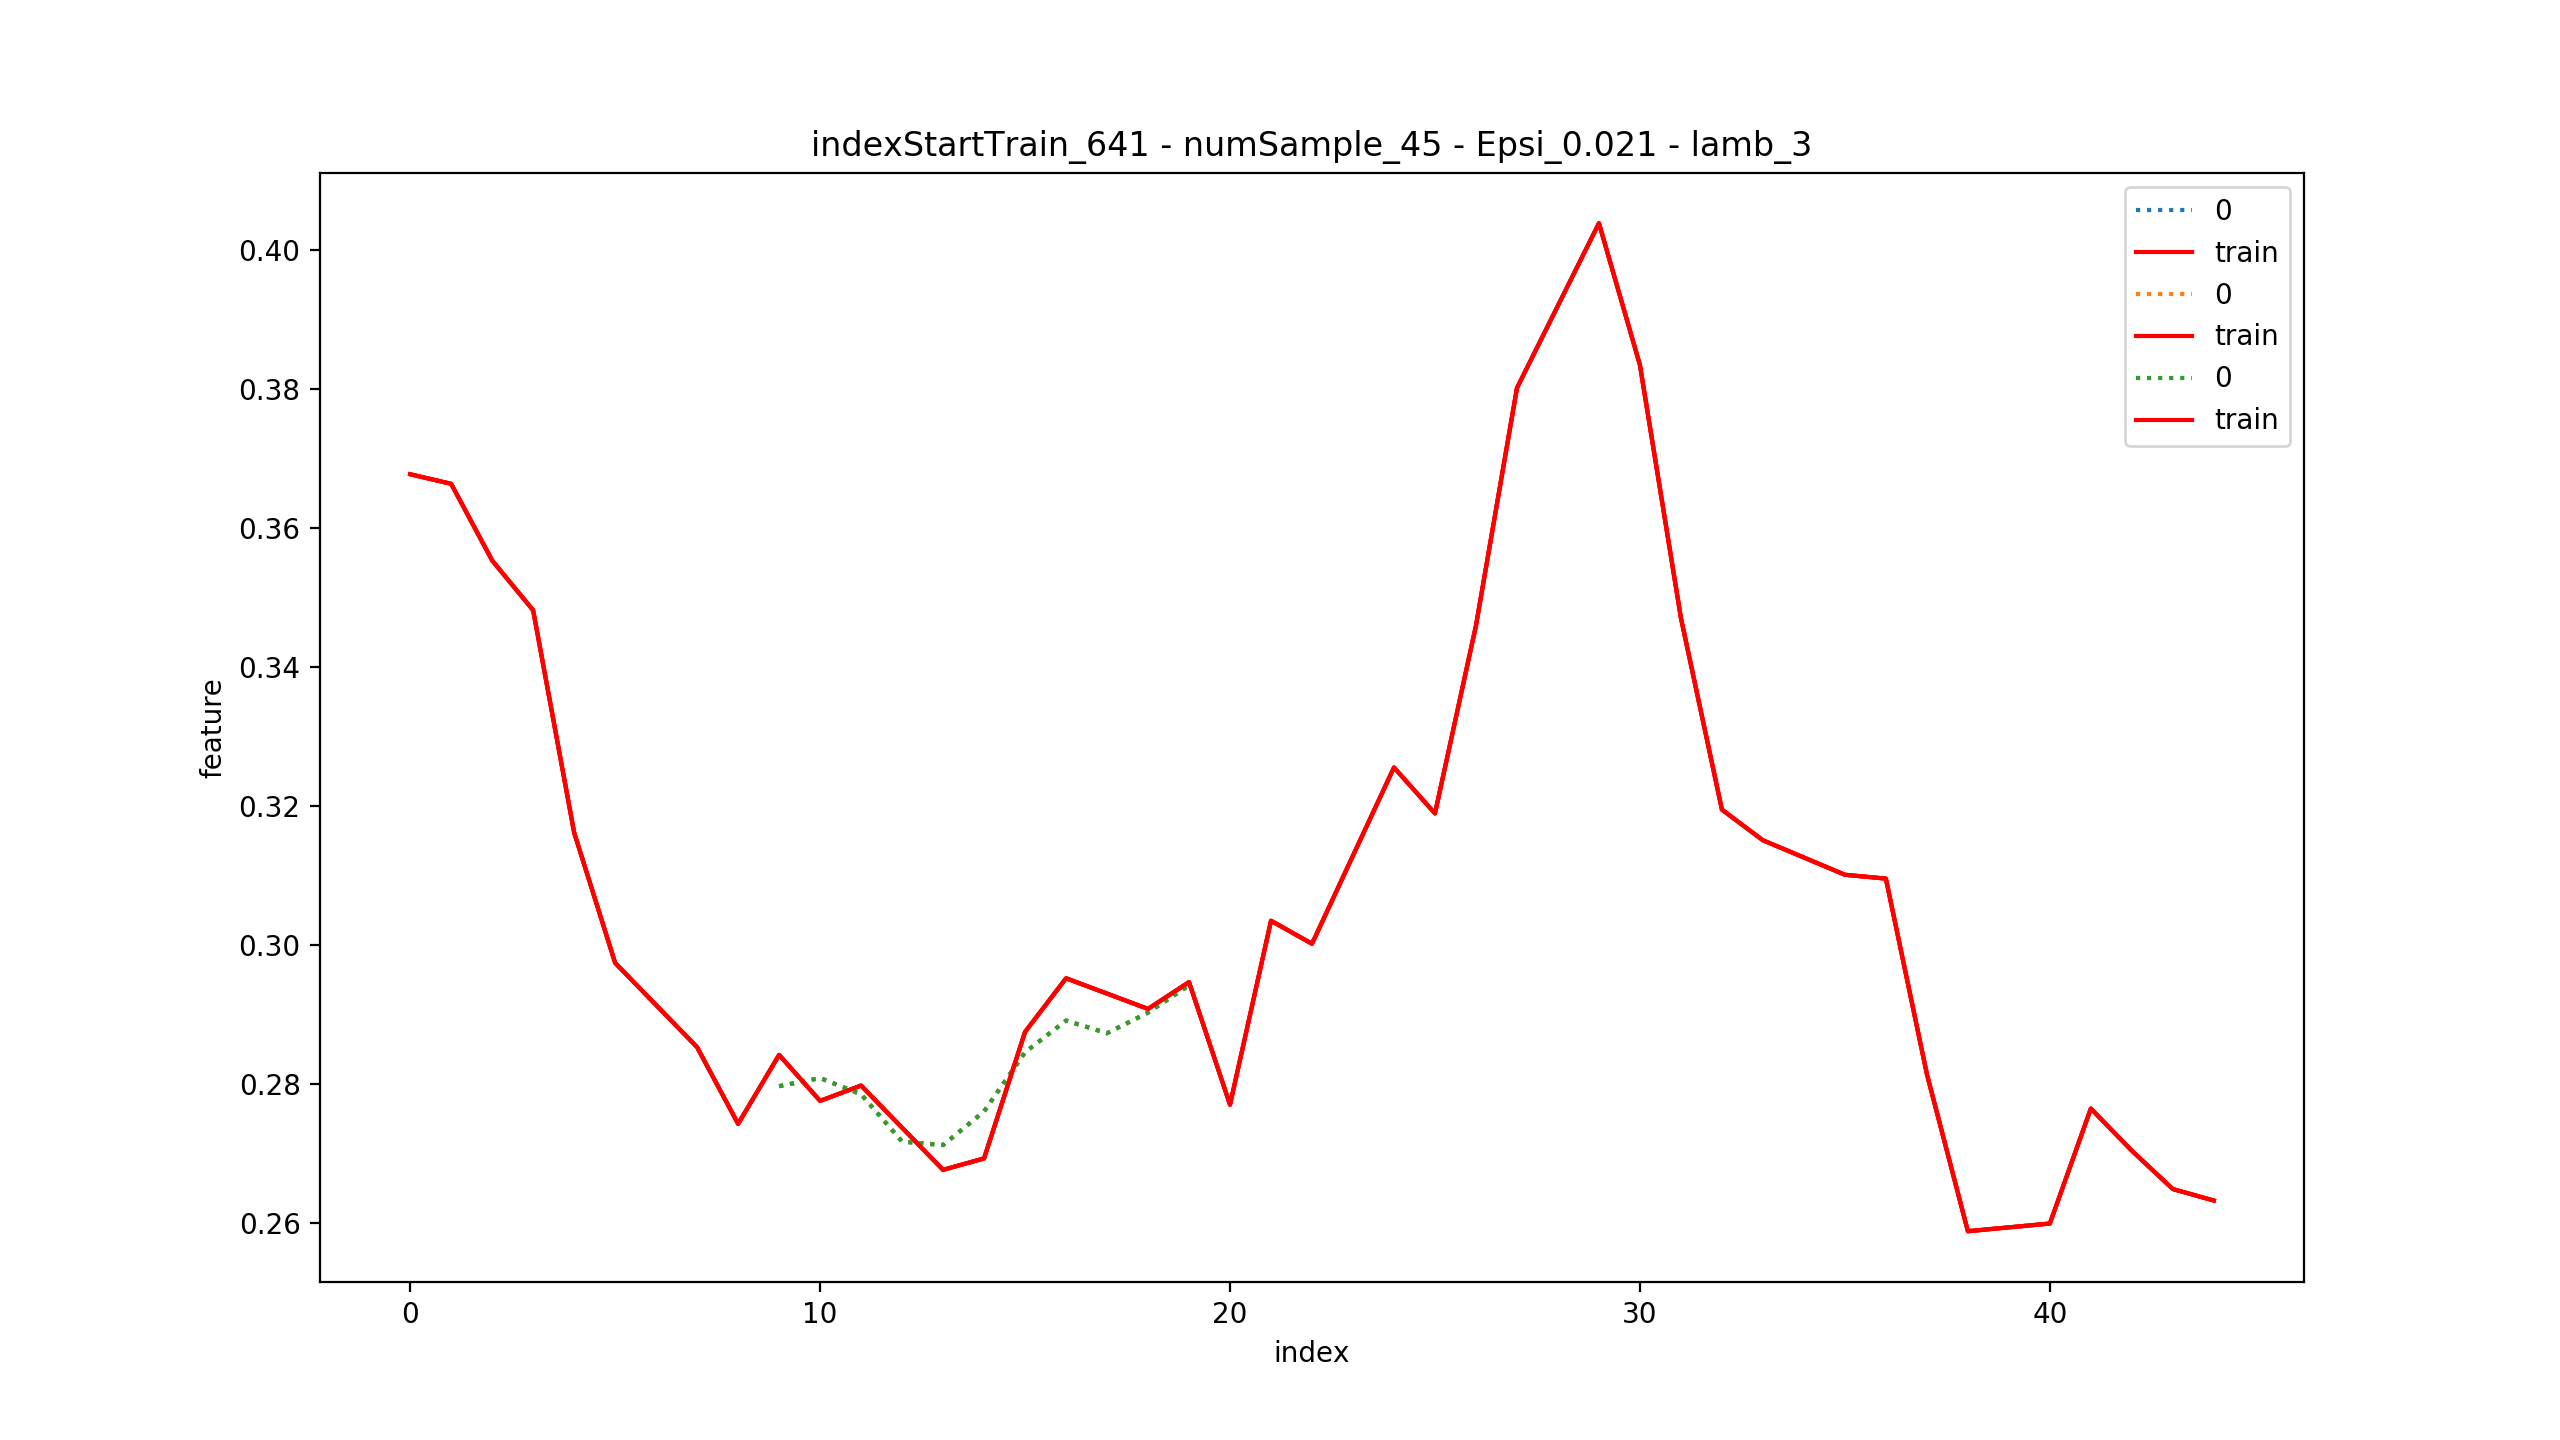 indexStartTrain_641 - numSample_45 - Epsi_0.021 - lamb_3
0
train
0
train
0
train
0.40
0.38
0.36
0.34
0.32
0.30
0.28
0.26
feature
0 10 20 30 40
index